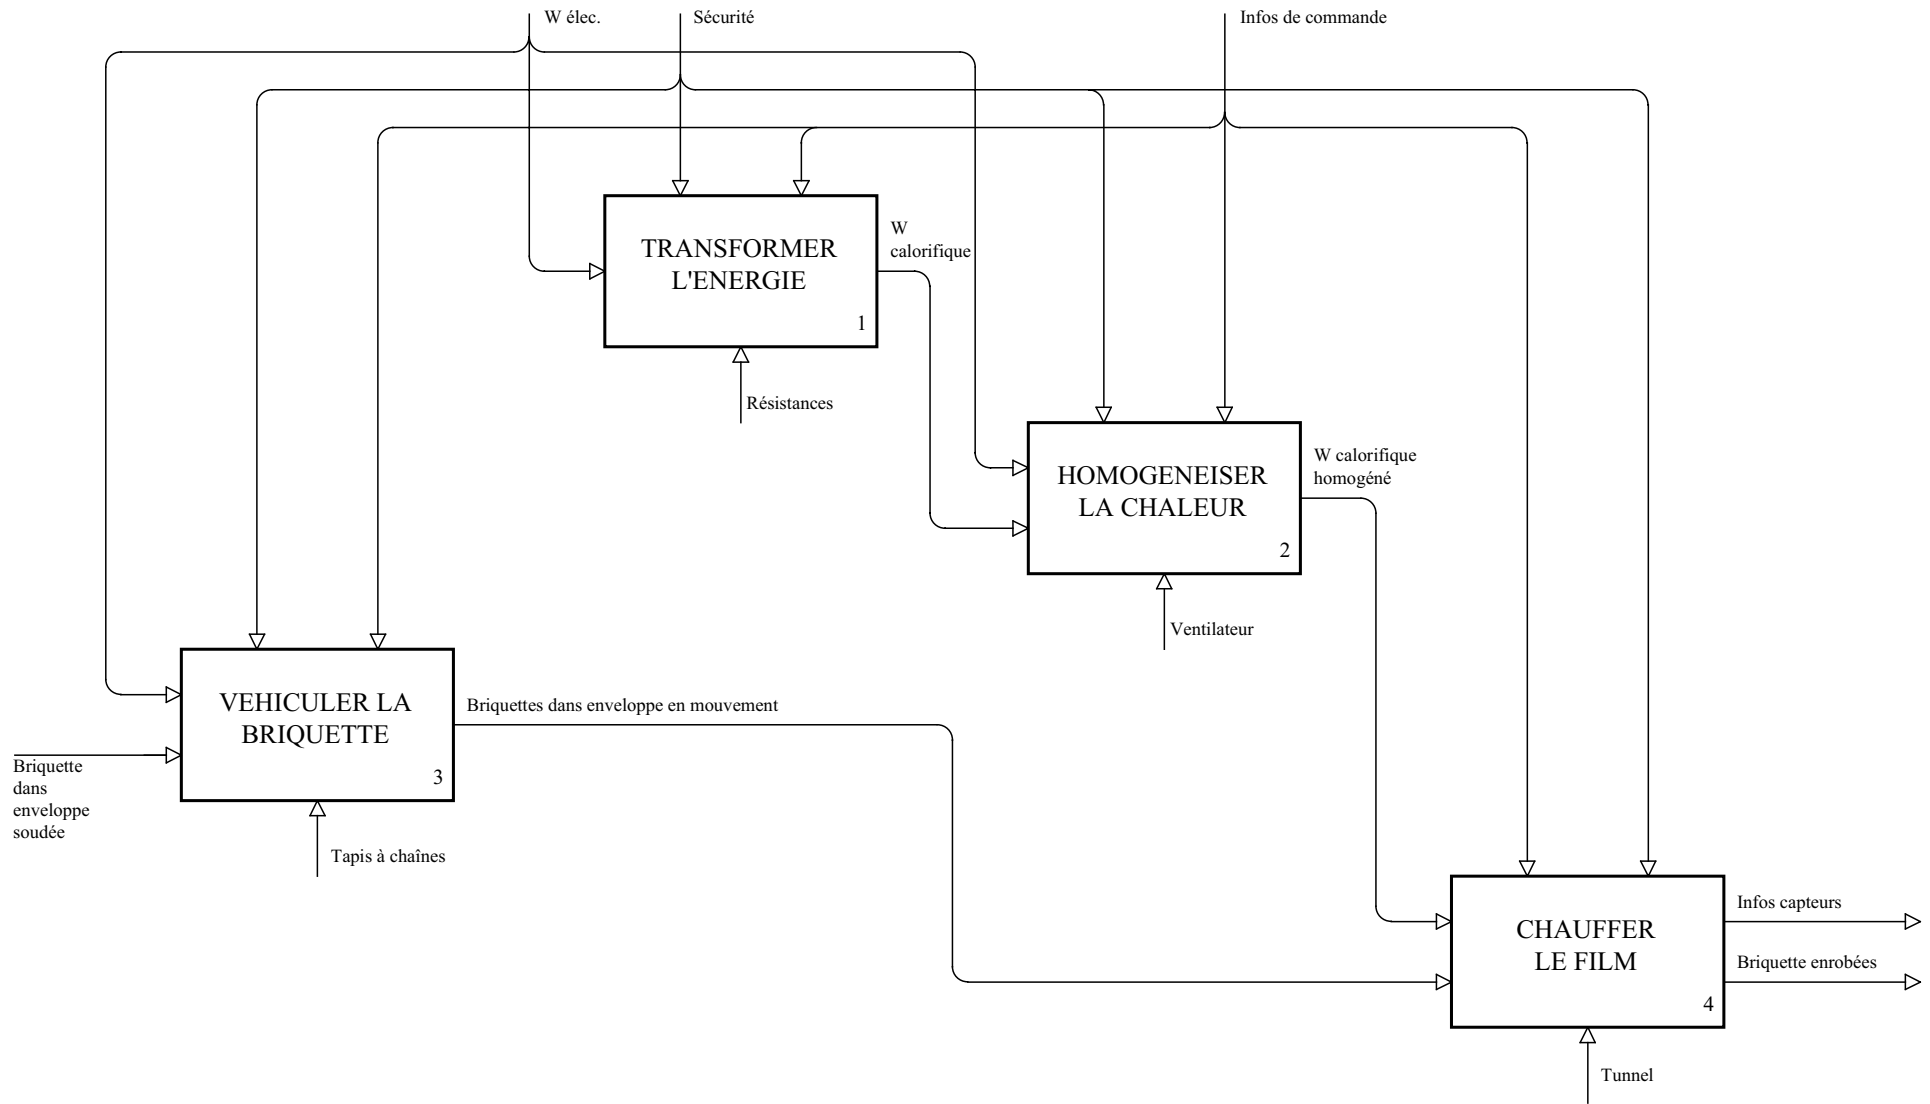 W élec.
Sécurité
Infos de commande
TRANSFORMER
L'ENERGIE
1
W
calorifique
Résistances
HOMOGENEISER
LA CHALEUR
2
W calorifique
homogéné
Ventilateur
VEHICULER LA
BRIQUETTE
3
Briquettes dans enveloppe en mouvement
Briquette
dans
enveloppe
soudée
Tapis à chaînes
CHAUFFER
LE FILM
4
Infos capteurs
Briquette enrobées
Tunnel